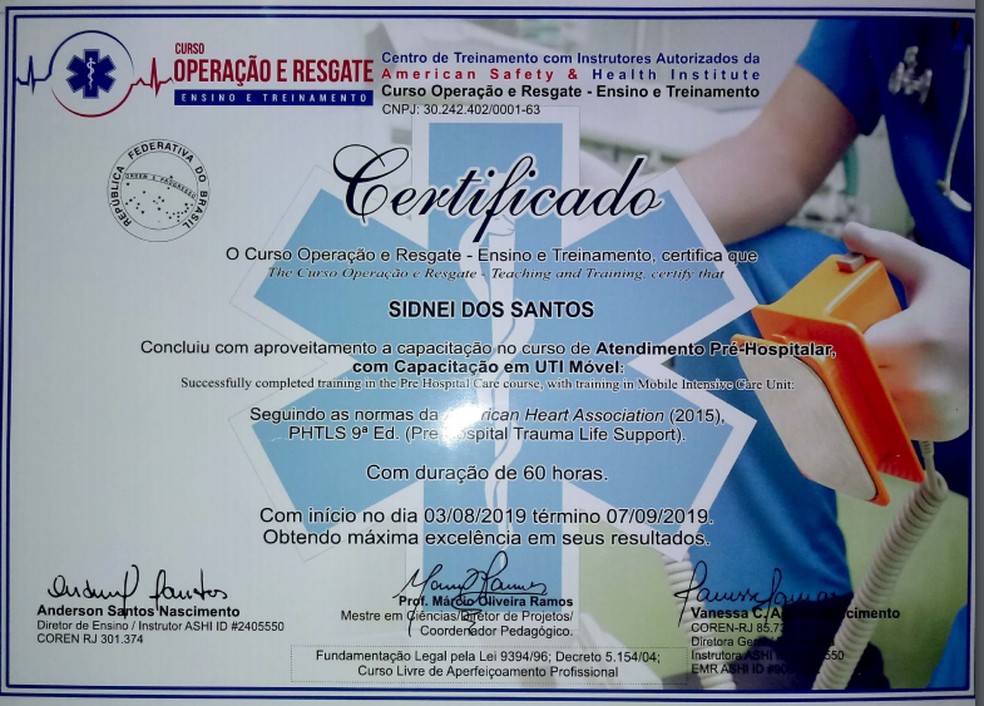 CURSO
OPERAÇÃO E RESGATE
ENSINO E TREINAMENTO
Centro de Treinamento com Instrutores Autorizados da
American Safety & Health Institute
Curso Operação e Resgate - Ensino e Treinamento
CNPJ: 30.242.402/0001-63
REPÚBLICA FEDERATIVA DO BRASIL
Certificado
O Curso Operação e Resgate - Ensino e Treinamento, certifica que
The Curso Operação e Resgate - Teaching and Training, certify that
SIDNEI DOS SANTOS
Concluiu com aproveitamento a capacitação no curso de Atendimento Pré-Hospitalar,
com Capacitação em UTI Móvel:
Successfully completed training in the Pre Hospital Care course, with training in Mobile Intensive Care Unit:
Seguindo as normas da American Heart Association (2015),
PHTLS 9ª Ed. (Pre Hospital Trauma Life Support).
Com duração de 60 horas.
Com início no dia 03/08/2019 término 07/09/2019.
Obtendo máxima excelência em seus resultados.
Anderson Santos Nascimento
Diretor de Ensino / Instrutor ASHI ID #2405550
COREN RJ 301.374
Prof. Márcio Oliveira Ramos
Mestre em Ciências/Diretor de Projetos/
Coordenador Pedagógico.
Vanessa C. Nascimento
COREN-RJ 85.73
Diretora
Instrutora ASHI 550
EMR ASHI ID
Fundamentação Legal pela Lei 9394/96; Decreto 5.154/04;
Curso Livre de Aperfeiçoamento Profissional